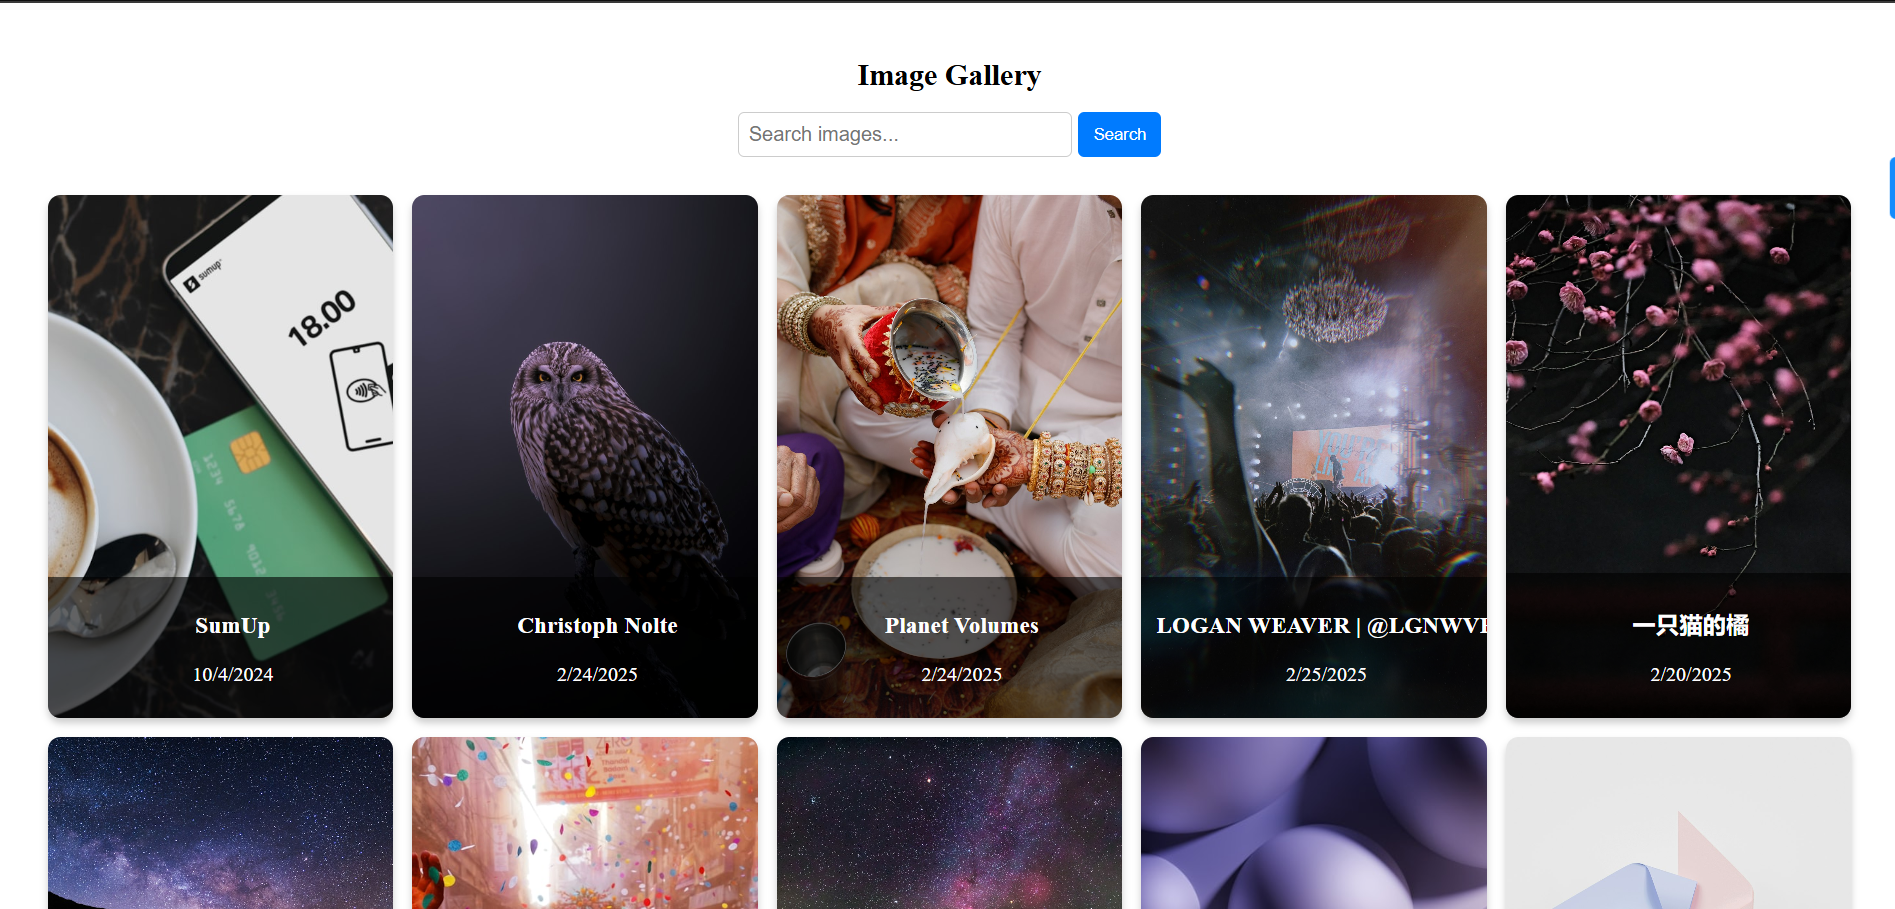 Image Gallery
Search images...
Search
sumup
18.00
1234
5678
9012
3456
SumUp
10/4/2024
Christoph Nolte
2/24/2025
Planet Volumes
2/24/2025
LOGAN WEAVER | @LGNWV
2/25/2025
一只猫的橘
2/20/2025